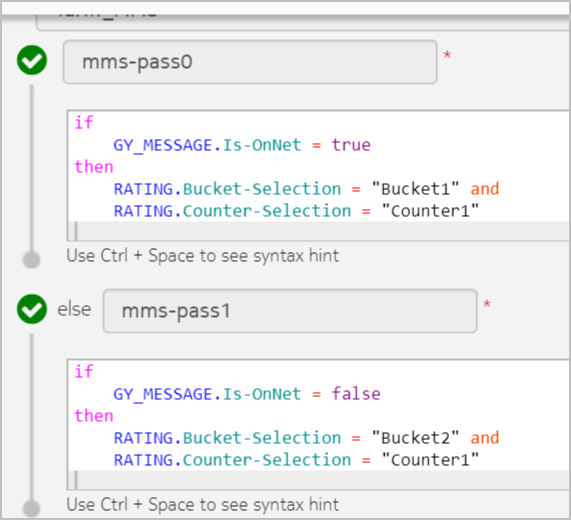 mms-pass0 *
if
GY_MESSAGE.Is-OnNet = true
then
RATING.Bucket-Selection = "Bucket1" and
RATING.Counter-Selection = "Counter1"
Use Ctrl + Space to see syntax hint
else mms-pass1 *
if
GY_MESSAGE.Is-OnNet = false
then
RATING.Bucket-Selection = "Bucket2" and
RATING.Counter-Selection = "Counter1"
Use Ctrl + Space to see syntax hint